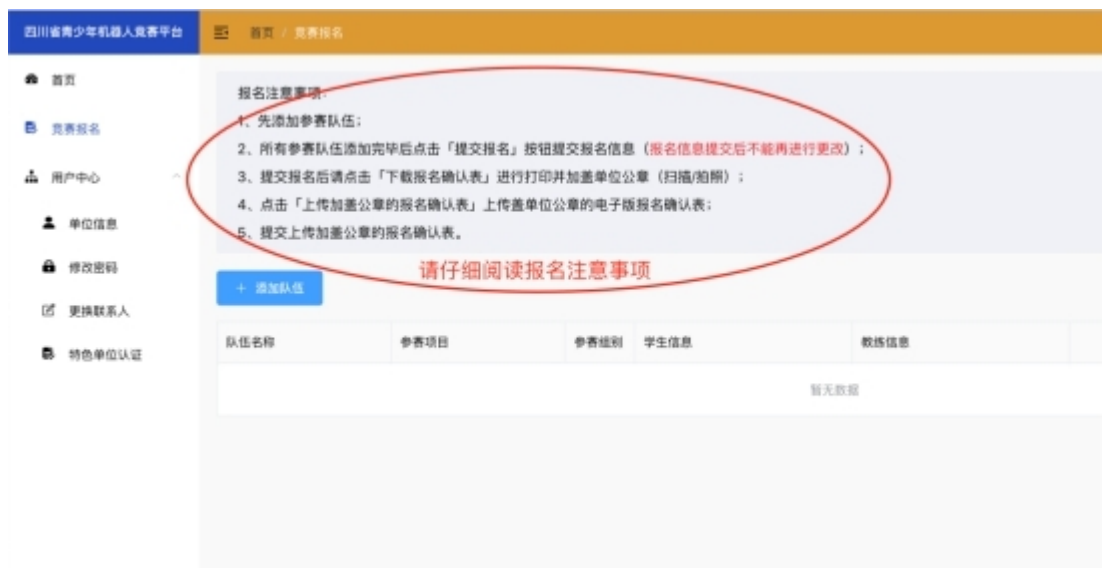 四川省青少年机器人竞赛平台
首页 / 竞赛报名
首页
竞赛报名
用户中心
单位信息
修改密码
更换联系人
特色单位认证
报名注意事项:
1、先添加参赛队伍;
2、所有参赛队伍添加完毕后点击「提交报名」按钮提交报名信息（报名信息提交后不能再进行更改）;
3、提交报名后请点击「下载报名确认表」进行打印并加盖单位公章（扫描/拍照）;
4、点击「上传加盖公章的报名确认表」上传盖单位公章的电子版报名确认表;
5、提交上传加盖公章的报名确认表。
请仔细阅读报名注意事项
+ 添加队伍
队伍名称 参赛项目 参赛组别 学生信息 教练信息
暂无数据